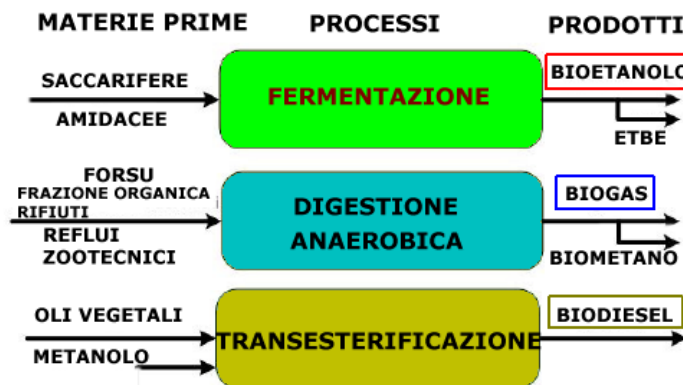 MATERIE PRIME PROCESSI PRODOTTI
SACCARIFERE
AMIDACEE
FERMENTAZIONE
BIOETANOLO
ETBE
FORSU
FRAZIONE ORGANICA
RIFIUTI
REFLUI
ZOOTECNICI
DIGESTIONE
ANAEROBICA
BIOGAS
BIOMETANO
OLI VEGETALI
METANOLO
TRANSESTERIFICAZIONE
BIODIESEL